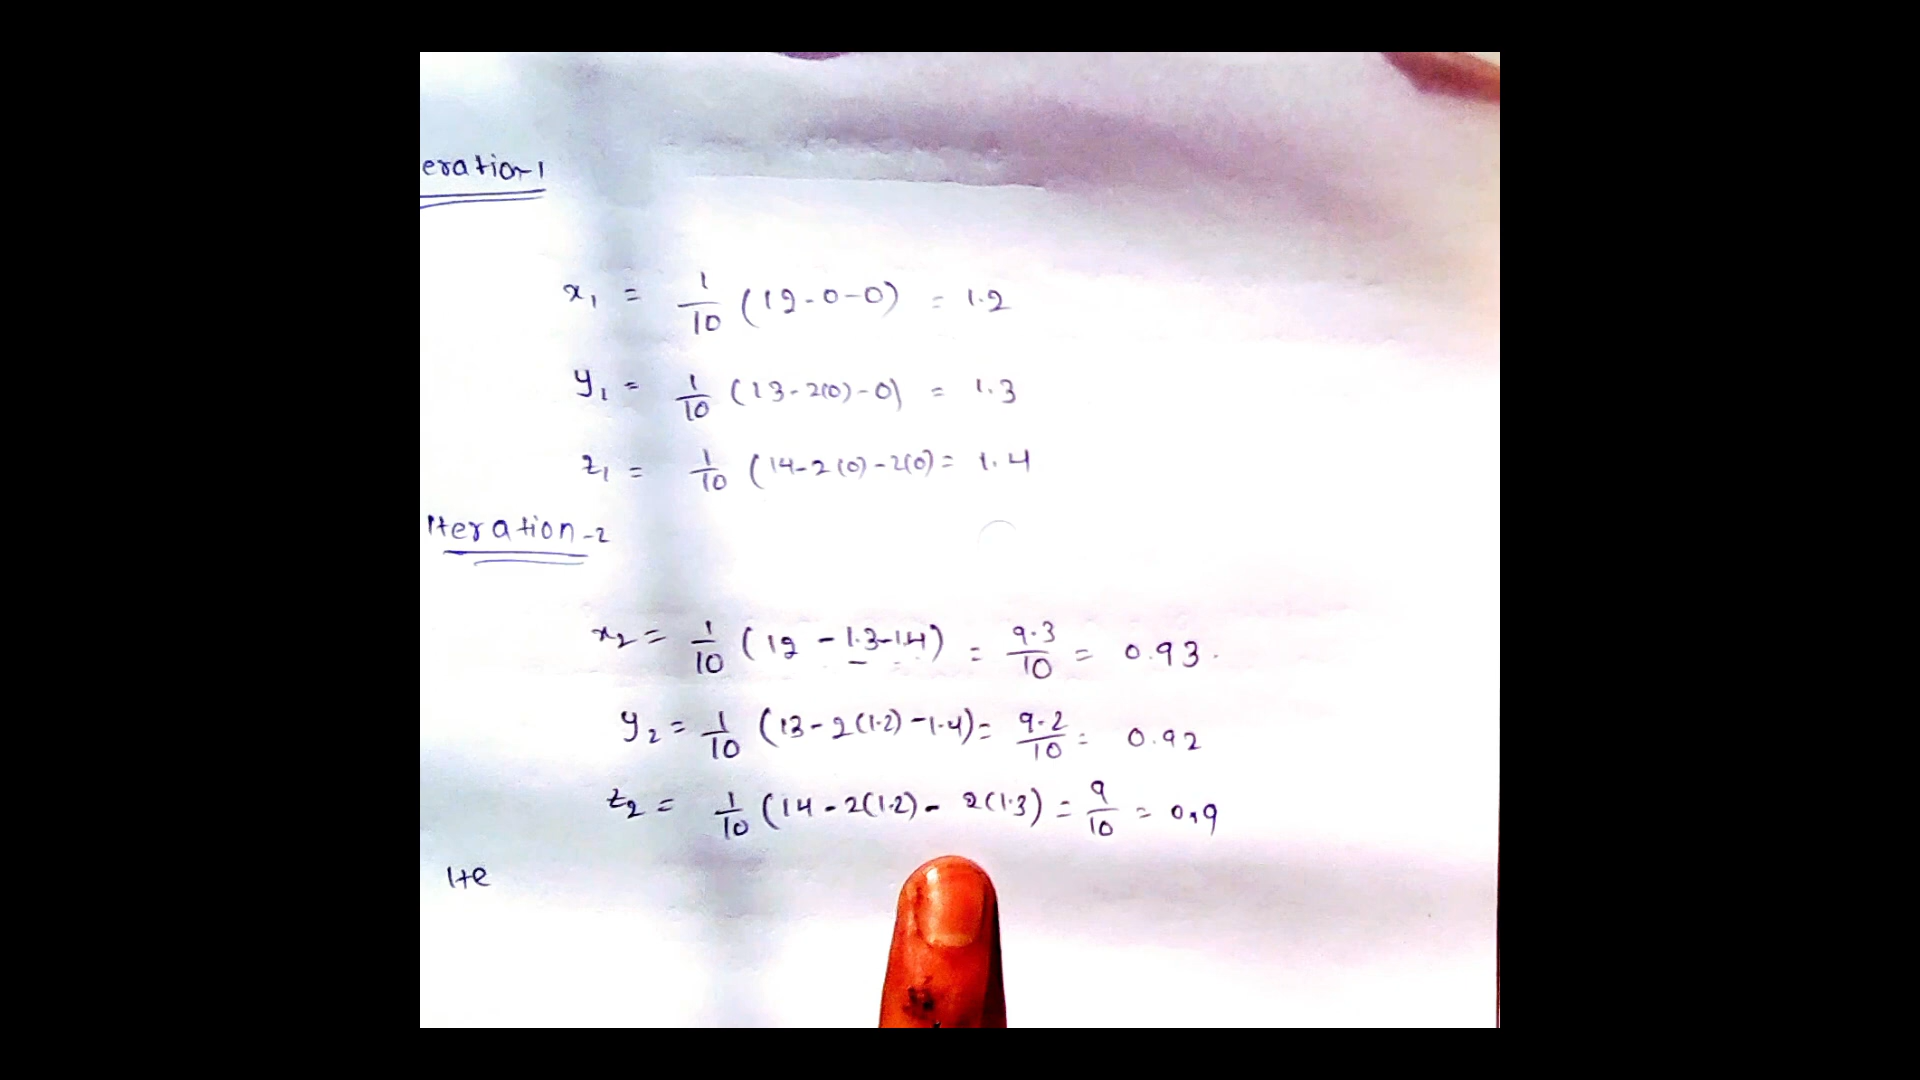 eration-1
x₁ = 1/10 (12-0-0) = 1.2
y₁ = 1/10 (13-2(0)-0) = 1.3
z₁ = 1/10 (14-2(0)-2(0) = 1.4
Iteration-2
x₂ = 1/10 (12 - 1.3-1.4) = 9.3/10 = 0.93.
y₂ = 1/10 (13-2(1.2)-1.4) = 9.2/10 = 0.92
z₂ = 1/10 (14-2(1.2)- 2(1.3) = 9/10 = 0.9
Ite